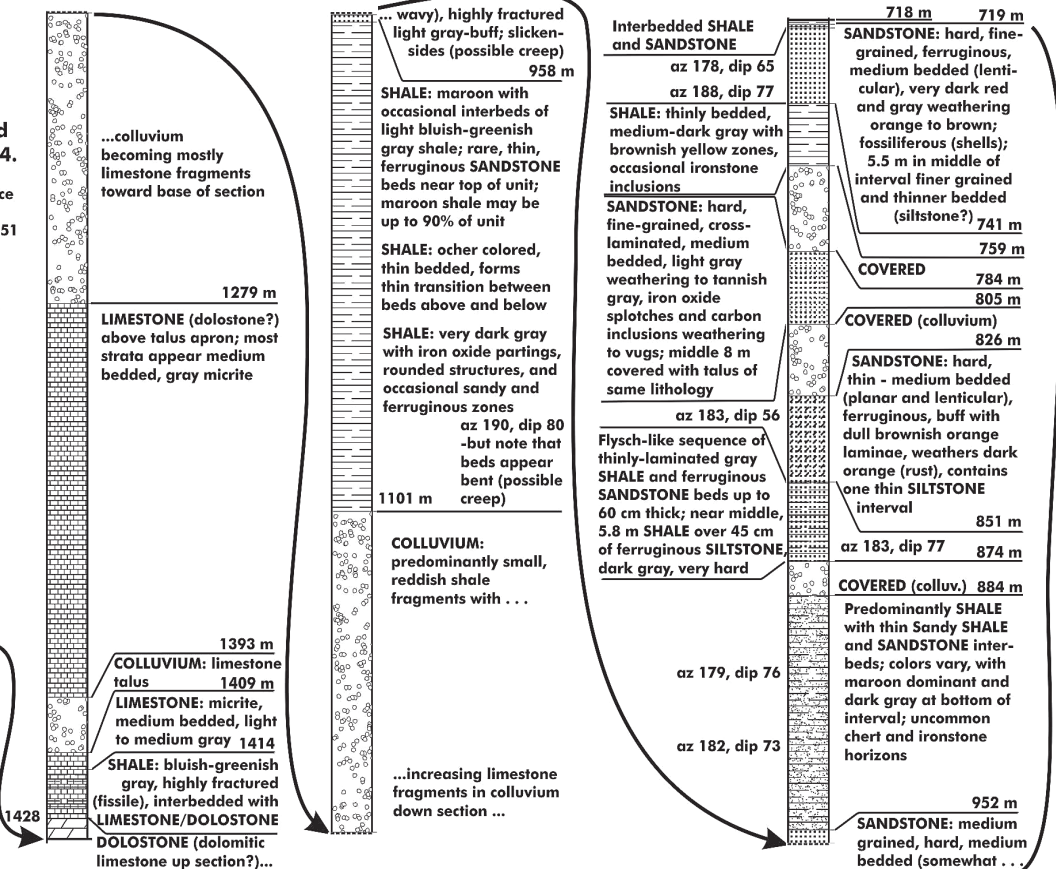 d
4.
ce
51
...colluvium
becoming mostly
limestone fragments
toward base of section
1279 m
LIMESTONE (dolostone?)
above talus apron; most
strata appear medium
bedded, gray micrite
1393 m
COLLUVIUM: limestone
talus
1409 m
LIMESTONE: micrite,
medium bedded, light
to medium gray
1414
SHALE: bluish-greenish
gray, highly fractured
(fissile), interbedded with
LIMESTONE/DOLOSTONE
1428
DOLOSTONE (dolomitic
limestone up section?)...
... wavy), highly fractured
light gray-buff; slicken-
sides (possible creep)
958 m
SHALE: maroon with
occasional interbeds of
light bluish-greenish
gray shale; rare, thin,
ferruginous SANDSTONE
beds near top of unit;
maroon shale may be
up to 90% of unit
SHALE: ocher colored,
thin bedded, forms
thin transition between
beds above and below
SHALE: very dark gray
with iron oxide partings,
rounded structures, and
occasional sandy and
ferruginous zones
az 190, dip 80
-but note that
beds appear
bent (possible
creep)
1101 m
COLLUVIUM:
predominantly small,
reddish shale
fragments with . . .
...increasing limestone
fragments in colluvium
down section ...
Interbedded SHALE
and SANDSTONE
az 178, dip 65
az 188, dip 77
SHALE: thinly bedded,
medium-dark gray with
brownish yellow zones,
occasional ironstone
inclusions
SANDSTONE: hard,
fine-grained, cross-
laminated, medium
bedded, light gray
weathering to tannish
gray, iron oxide
splotches and carbon
inclusions weathering
to vugs; middle 8 m
covered with talus of
same lithology
az 183, dip 56
Flysch-like sequence of
thinly-laminated gray
SHALE and ferruginous
SANDSTONE beds up to
60 cm thick; near middle,
5.8 m SHALE over 45 cm
of ferruginous SILTSTONE,
dark gray, very hard
az 179, dip 76
az 182, dip 73
718 m
719 m
SANDSTONE: hard, fine-
grained, ferruginous,
medium bedded (lenti-
cular), very dark red
and gray weathering
orange to brown;
fossiliferous (shells);
5.5 m in middle of
interval finer grained
and thinner bedded
(siltstone?)
741 m
759 m
COVERED
784 m
805 m
COVERED (colluvium)
826 m
SANDSTONE: hard,
thin - medium bedded
(planar and lenticular),
ferruginous, buff with
dull brownish orange
laminae, weathers dark
orange (rust), contains
one thin SILTSTONE
interval
851 m
az 183, dip 77
874 m
COVERED (colluv.) 884 m
Predominantly SHALE
with thin Sandy SHALE
and SANDSTONE inter-
beds; colors vary, with
maroon dominant and
dark gray at bottom of
interval; uncommon
chert and ironstone
horizons
952 m
SANDSTONE: medium
grained, hard, medium
bedded (somewhat . . .